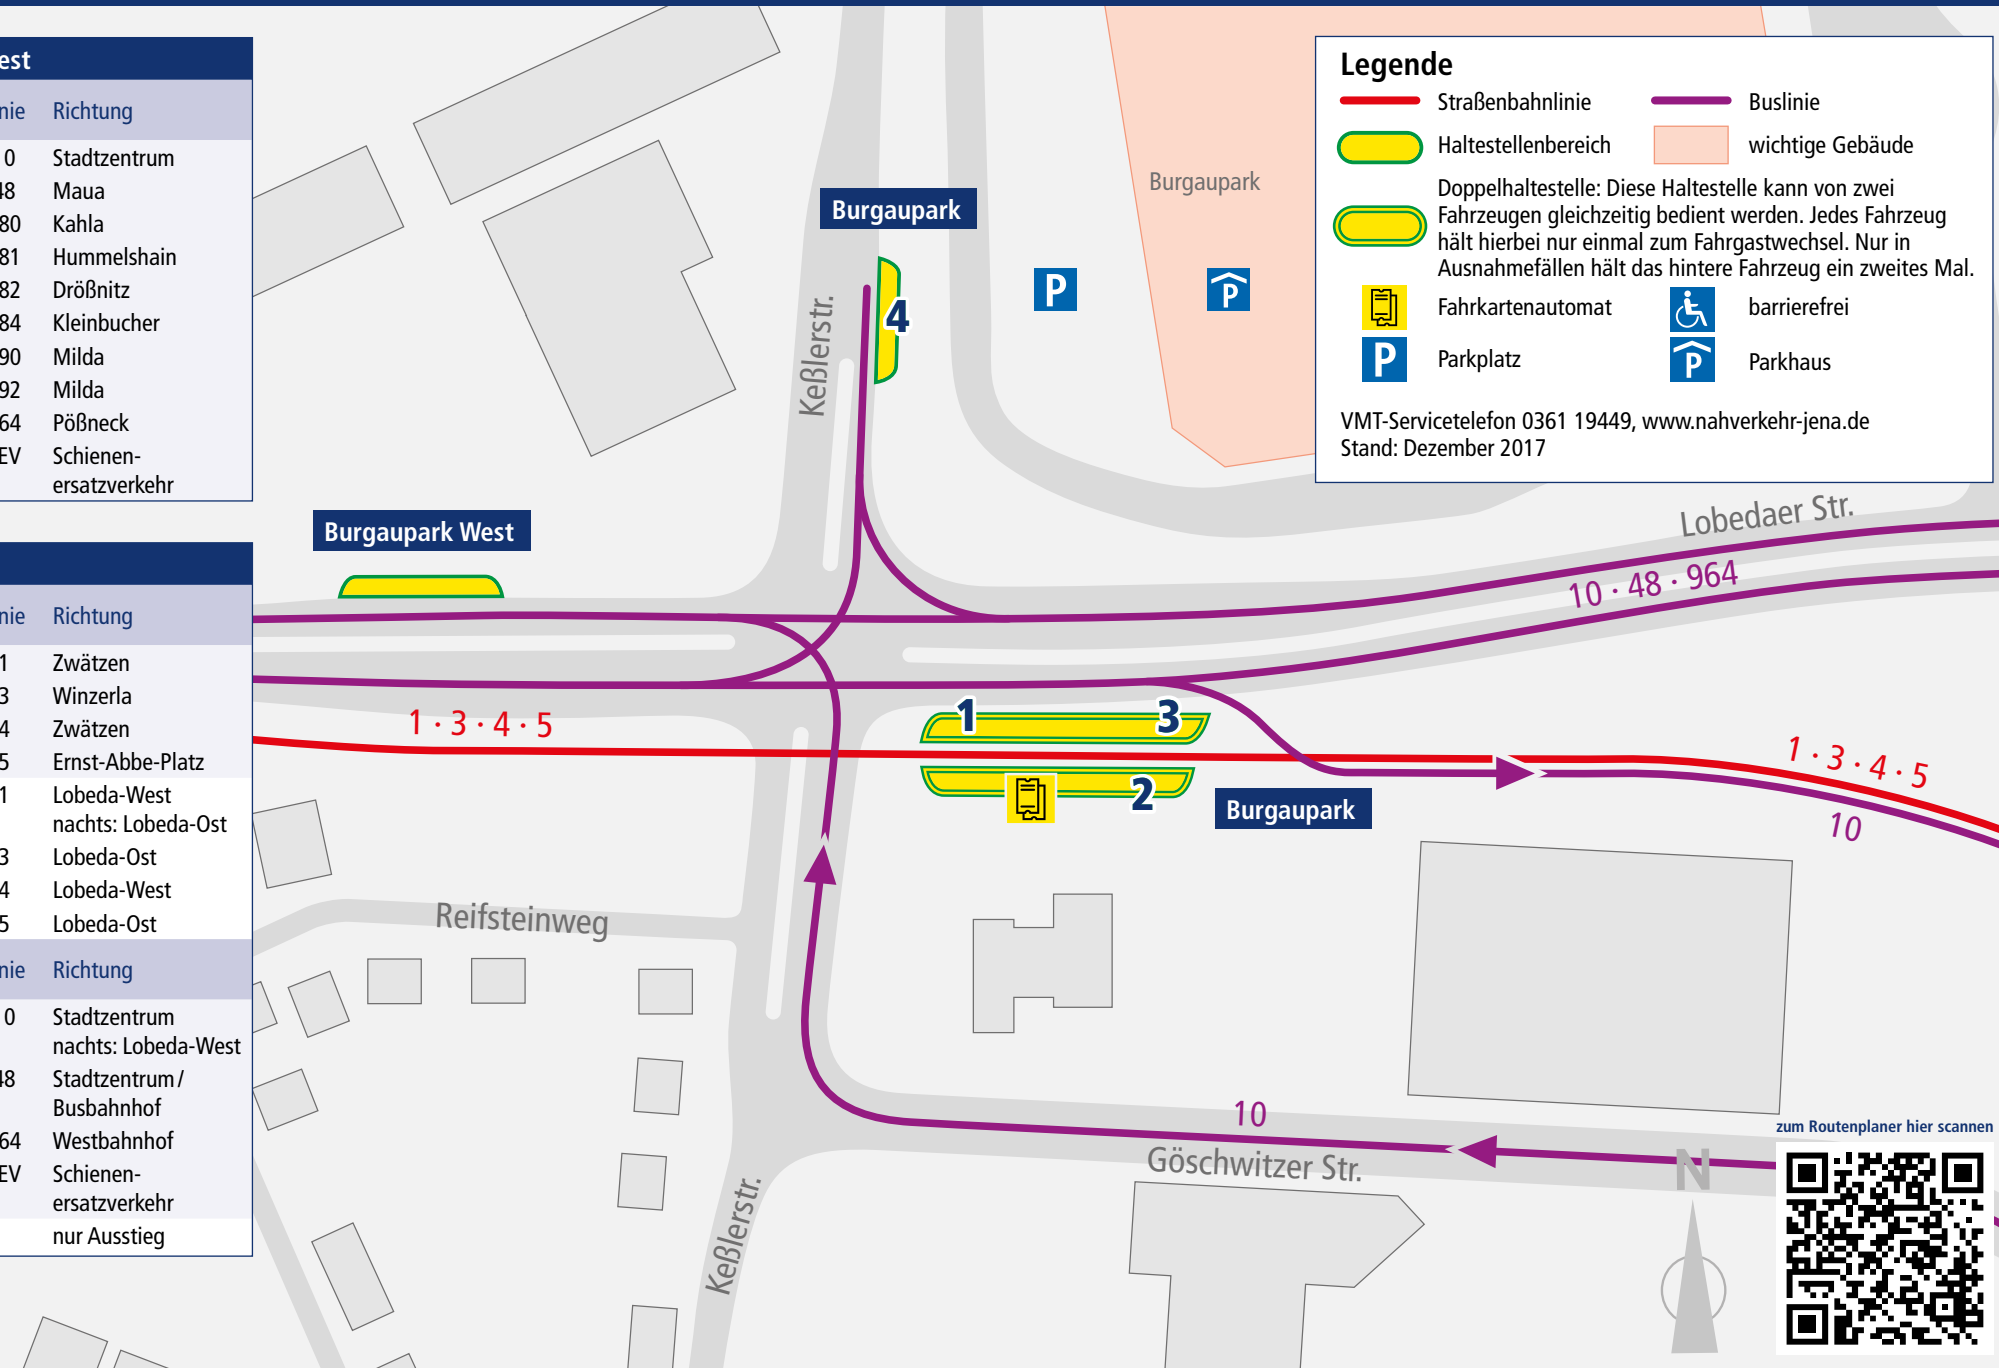 est
nie Richtung
0 Stadtzentrum
48 Maua
80 Kahla
81 Hummelshain
82 Drößnitz
84 Kleinbucher
90 Milda
92 Milda
64 Pößneck
EV Schienen-
ersatzverkehr
nie Richtung
1 Zwätzen
3 Winzerla
4 Zwätzen
5 Ernst-Abbe-Platz
1 Lobeda-West
nachts: Lobeda-Ost
3 Lobeda-Ost
4 Lobeda-West
5 Lobeda-Ost
nie Richtung
0 Stadtzentrum
nachts: Lobeda-West
48 Stadtzentrum/
Busbahnhof
64 Westbahnhof
EV Schienen-
ersatzverkehr
nur Ausstieg
Burgaupark
4
Keßlerstr.
P
P
Burgaupark
Burgaupark West
Lobedaer Str.
10 · 48 · 964
1 · 3 · 4 · 5
1
3
2
Burgaupark
1 · 3 · 4 · 5
10
Reifsteinweg
10
Göschwitzer Str.
Keßlerstr.
N
Legende
Straßenbahnlinie
Buslinie
Haltestellenbereich
wichtige Gebäude
Doppelhaltestelle: Diese Haltestelle kann von zwei
Fahrzeugen gleichzeitig bedient werden. Jedes Fahrzeug
hält hierbei nur einmal zum Fahrgastwechsel. Nur in
Ausnahmefällen hält das hintere Fahrzeug ein zweites Mal.
Fahrkartenautomat
barrierefrei
P Parkplatz
P Parkhaus
VMT-Servicetelefon 0361 19449, www.nahverkehr-jena.de
Stand: Dezember 2017
zum Routenplaner hier scannen